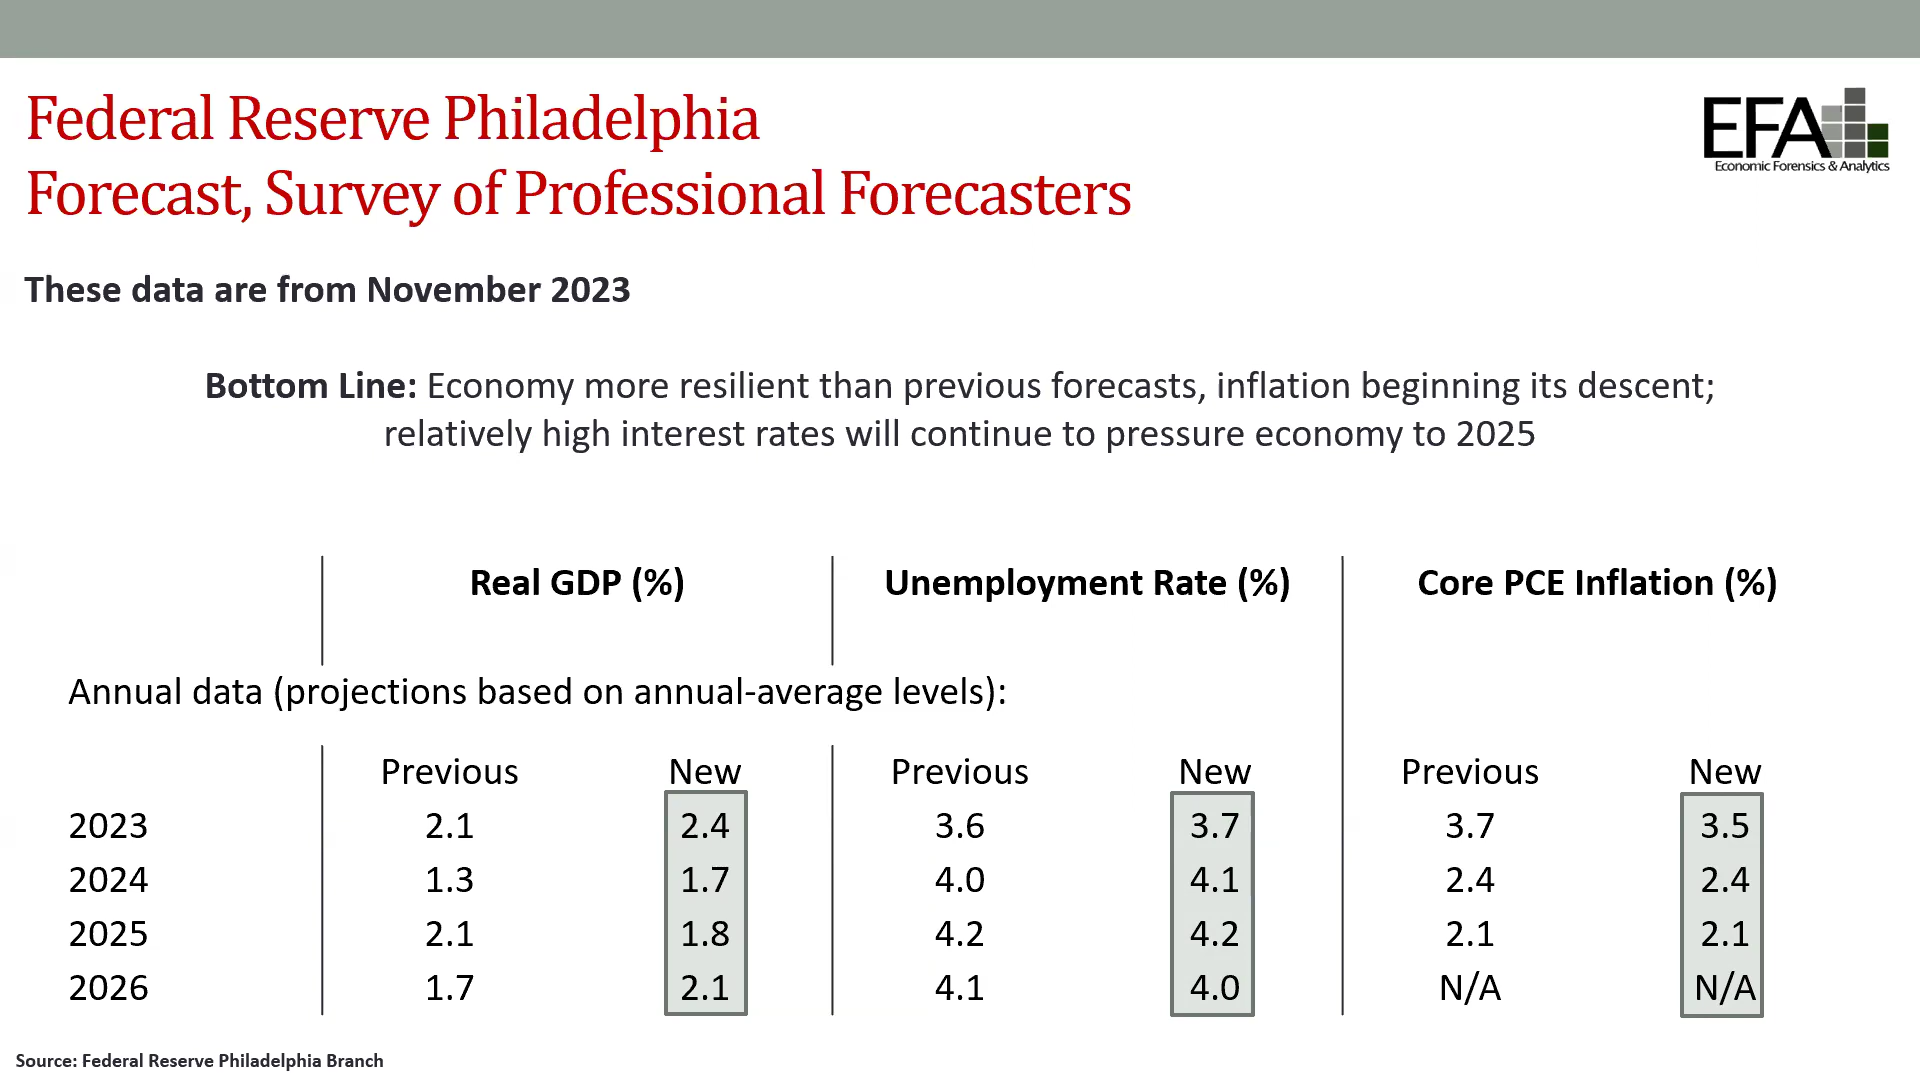 Federal Reserve Philadelphia
Forecast, Survey of Professional Forecasters
EFA
Economic Forensics & Analytics
These data are from November 2023
Bottom Line: Economy more resilient than previous forecasts, inflation beginning its descent;
relatively high interest rates will continue to pressure economy to 2025
Real GDP (%) Unemployment Rate (%) Core PCE Inflation (%)
Annual data (projections based on annual-average levels):
Previous New Previous New Previous New
2023 2.1 2.4 3.6 3.7 3.7 3.5
2024 1.3 1.7 4.0 4.1 2.4 2.4
2025 2.1 1.8 4.2 4.2 2.1 2.1
2026 1.7 2.1 4.1 4.0 N/A N/A
Source: Federal Reserve Philadelphia Branch